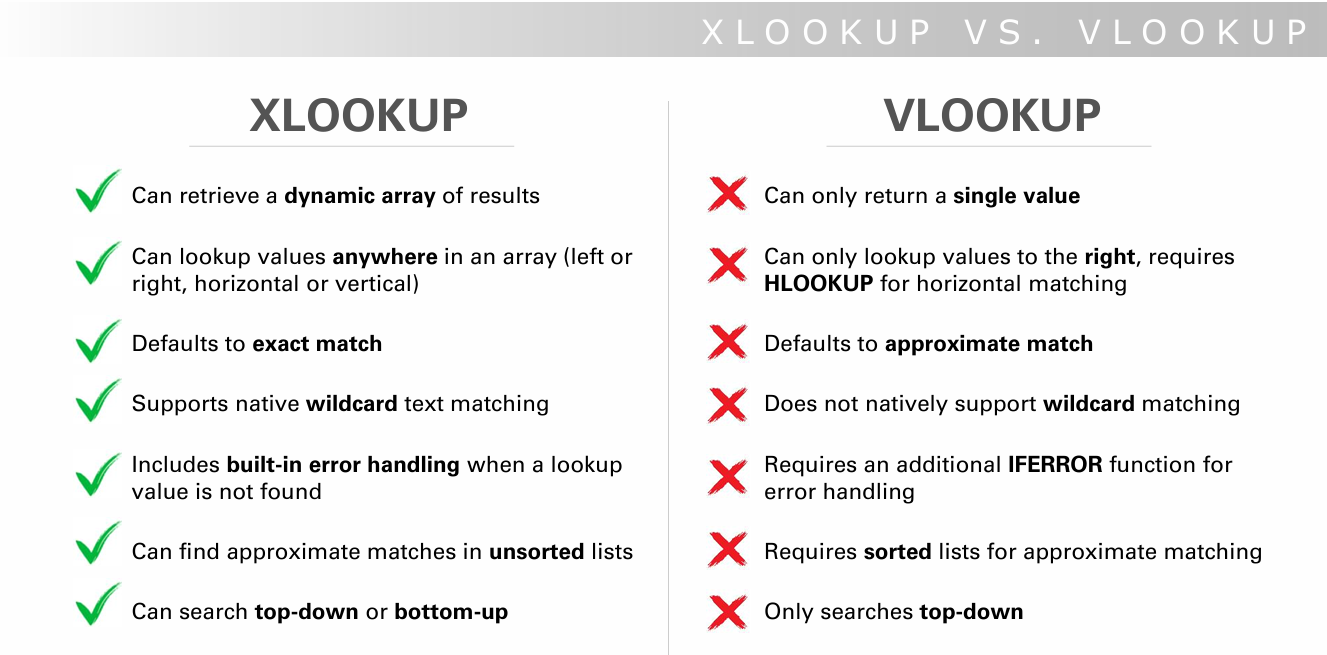 XLOOKUP VS. VLOOKUP
XLOOKUP
Can retrieve a dynamic array of results
Can lookup values anywhere in an array (left or
right, horizontal or vertical)
Defaults to exact match
Supports native wildcard text matching
Includes built-in error handling when a lookup
value is not found
Can find approximate matches in unsorted lists
Can search top-down or bottom-up
VLOOKUP
Can only return a single value
Can only lookup values to the right, requires
HLOOKUP for horizontal matching
Defaults to approximate match
Does not natively support wildcard matching
Requires an additional IFERROR function for
error handling
Requires sorted lists for approximate matching
Only searches top-down